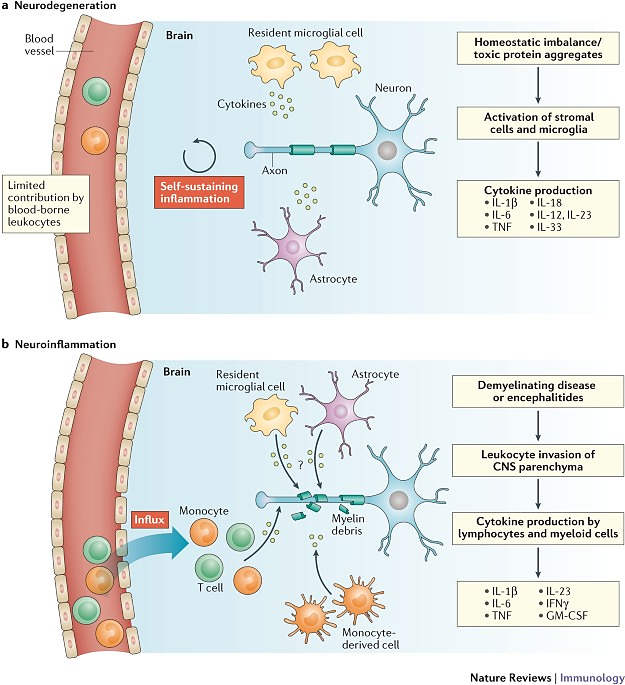 a Neurodegeneration
Blood
vessel
Brain
Resident microglial cell
Cytokines
Neuron
Axon
Self-sustaining
inflammation
Limited
contribution by
blood-borne
leukocytes
Astrocyte
Homeostatic imbalance/
toxic protein aggregates
Activation of stromal
cells and microglia
Cytokine production
• IL-1β • IL-18
• IL-6 • IL-12, IL-23
• TNF • IL-33
b Neuroinflammation
Brain
Resident
microglial cell
Astrocyte
?
Influx
Monocyte
T cell
Myelin
debris
Monocyte-
derived cell
Demyelinating disease
or encephalitides
Leukocyte invasion of
CNS parenchyma
Cytokine production by
lymphocytes and myeloid cells
• IL-1β • IL-23
• IL-6 • IFNγ
• TNF • GM-CSF
Nature Reviews | Immunology